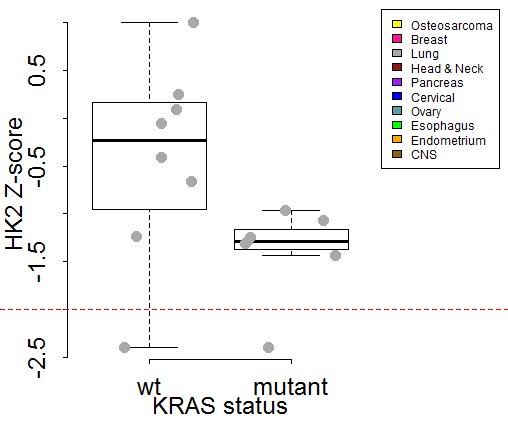 Osteosarcoma
Breast
Lung
Head & Neck
Pancreas
Cervical
Ovary
Esophagus
Endometrium
CNS
HK2 Z-score
0.5
-0.5
-1.5
-2.5
wt
mutant
KRAS status